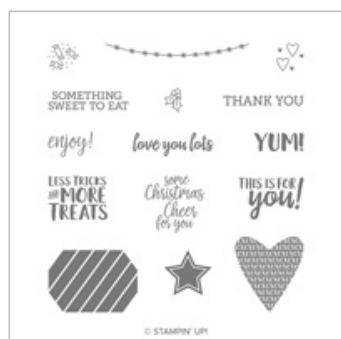 SOMETHING
SWEET TO EAT
THANK YOU
enjoy!
love you lots
YUM!
LESS TRICKS
AND MORE
TREATS
some
Christmas
Cheer
for you
THIS IS FOR
you!
© STAMPIN' UP!